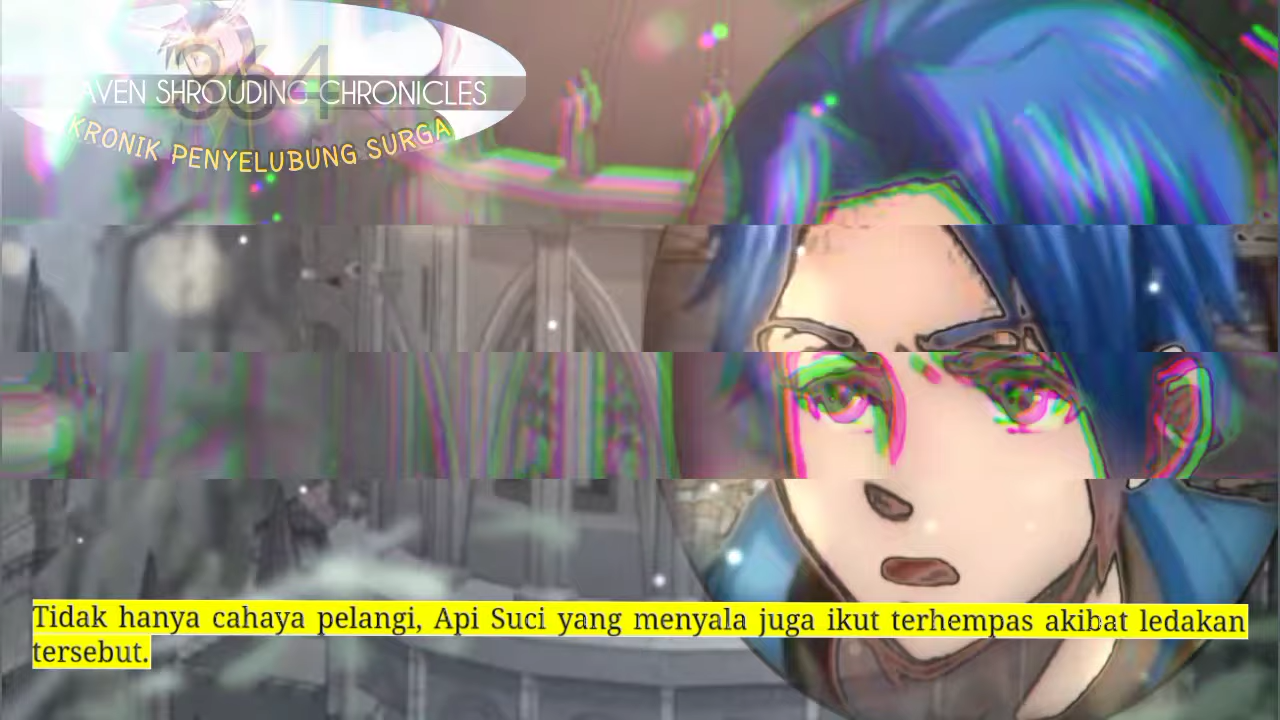 364
AVEN SHROUDING CHRONICLES
KRONIK PENYELUBUNG SURGA
Tidak hanya cahaya pelangi, Api Suci yang menyala juga ikut terhempas akibat ledakan
tersebut.